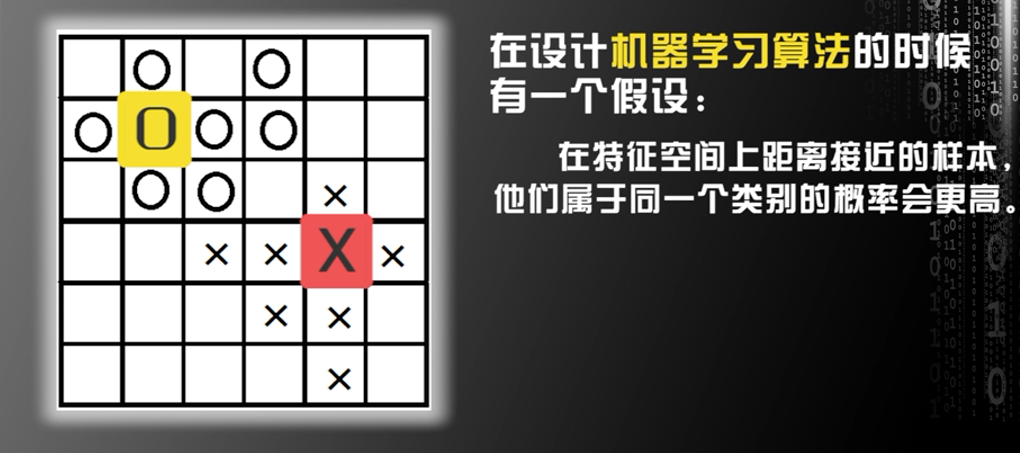 O O
O O O O
O O ×
× × X ×
× ×
×
在设计机器学习算法的时候
有一个假设：
在特征空间上距离接近的样本，
他们属于同一个类别的概率会更高。